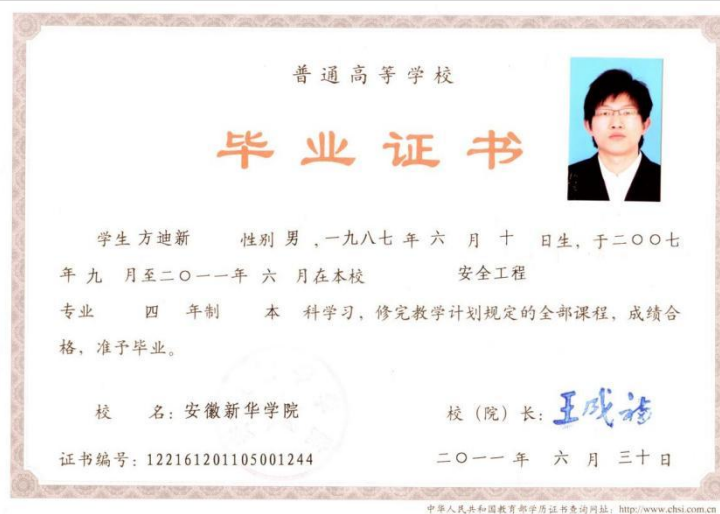 普通高等学校
毕业证书
学生 方迪新 性别 男 ,一九八七 年 六 月 十 日生，于二〇〇七
年 九 月至二〇一一年 六 月在本校 安全工程
专业 四 年制 本 科学习，修完教学计划规定的全部课程，成绩合
格，准予毕业。
校 名：安徽新华学院 校（院）长：
证书编号：122161201105001244 二〇一一 年 六 月 三十 日
中华人民共和国教育部学历证书查询网址：http://www.chsi.com.cn